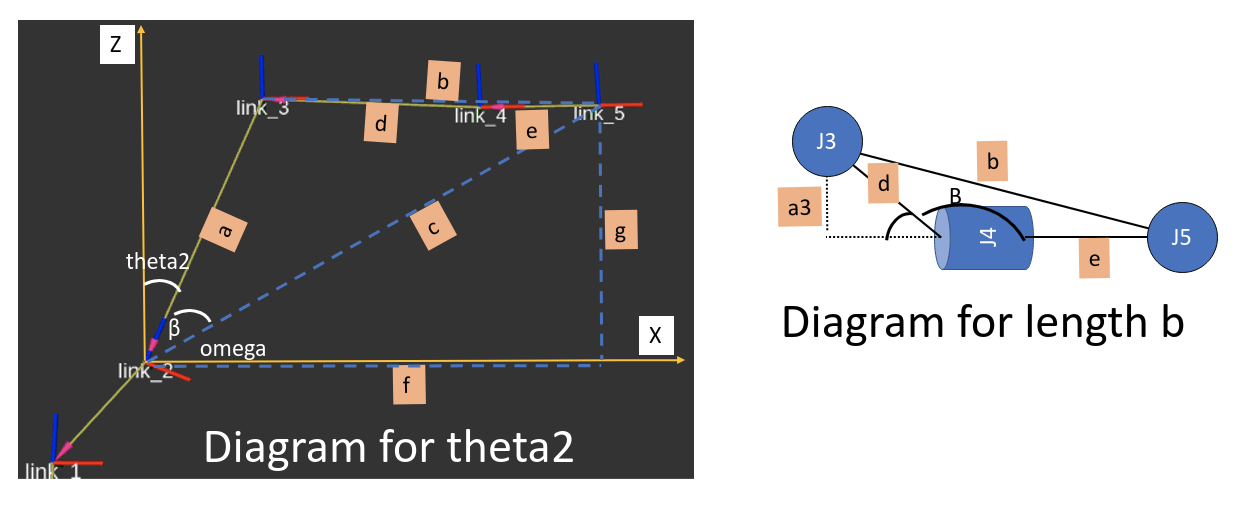 Z
b
link_3
link_4
link_5
d
e
a
c
g
theta2
β
omega
X
link_2
f
Diagram for theta2
link_1
J3
b
d
a3
B
J4
J5
e
Diagram for length b